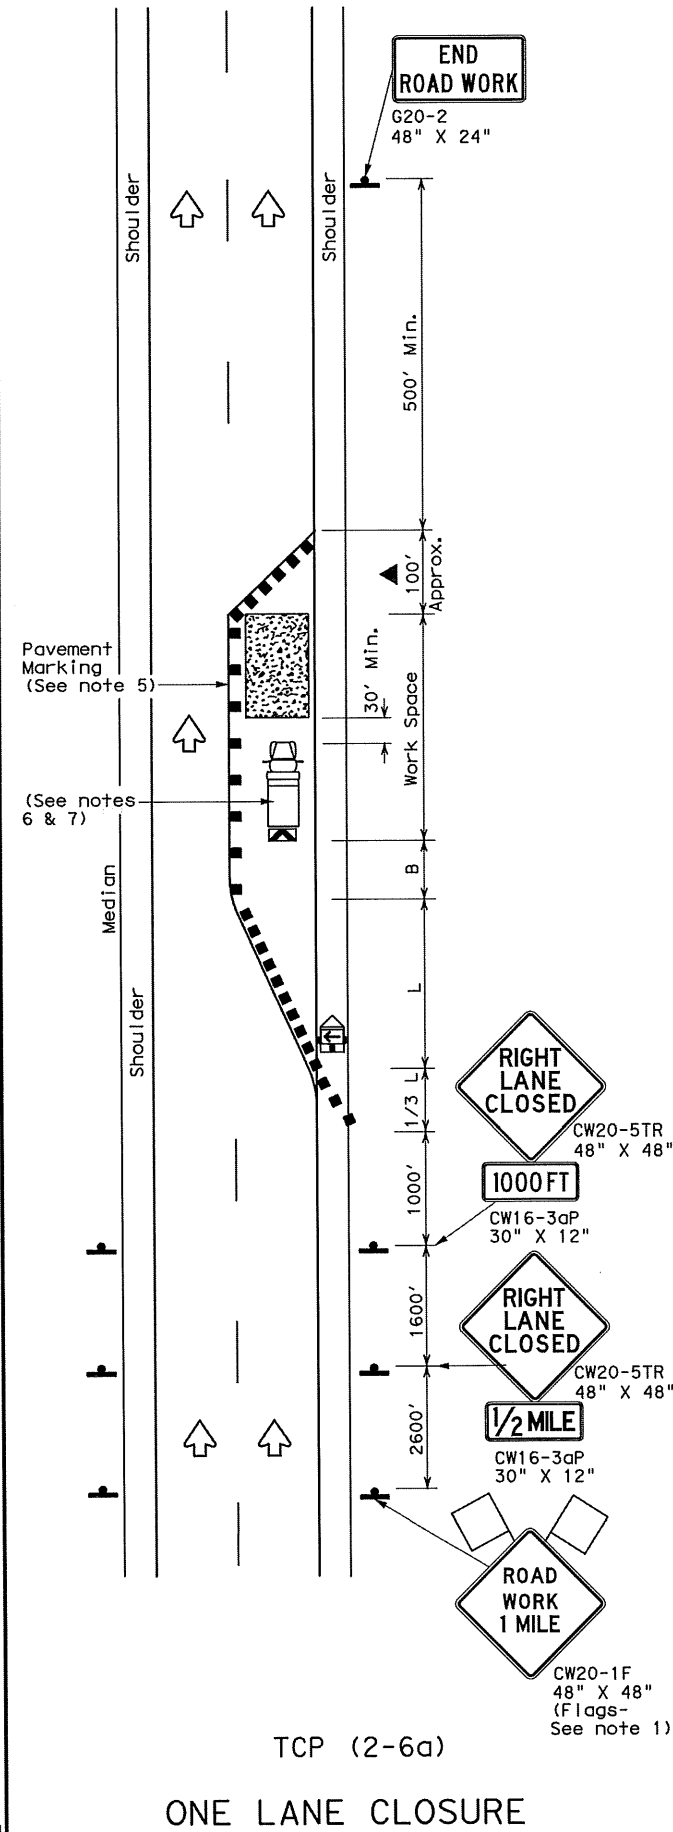 END
ROAD WORK
G20-2
48" X 24"
Shoulder
Shoulder
500' Min.
100'
Approx.
Pavement
Marking
(See note 5)
30' Min.
Work Space
(See notes
6 & 7)
B
Median
L
Shoulder
RIGHT
LANE
CLOSED
CW20-5TR
48" X 48"
1/3 L
1000 FT
CW16-3aP
30" X 12"
1000'
RIGHT
LANE
CLOSED
CW20-5TR
48" X 48"
1600'
1/2 MILE
CW16-3aP
30" X 12"
2600'
ROAD
WORK
1 MILE
CW20-1F
48" X 48"
(Flags-
See note 1)
TCP (2-6a)
ONE LANE CLOSURE